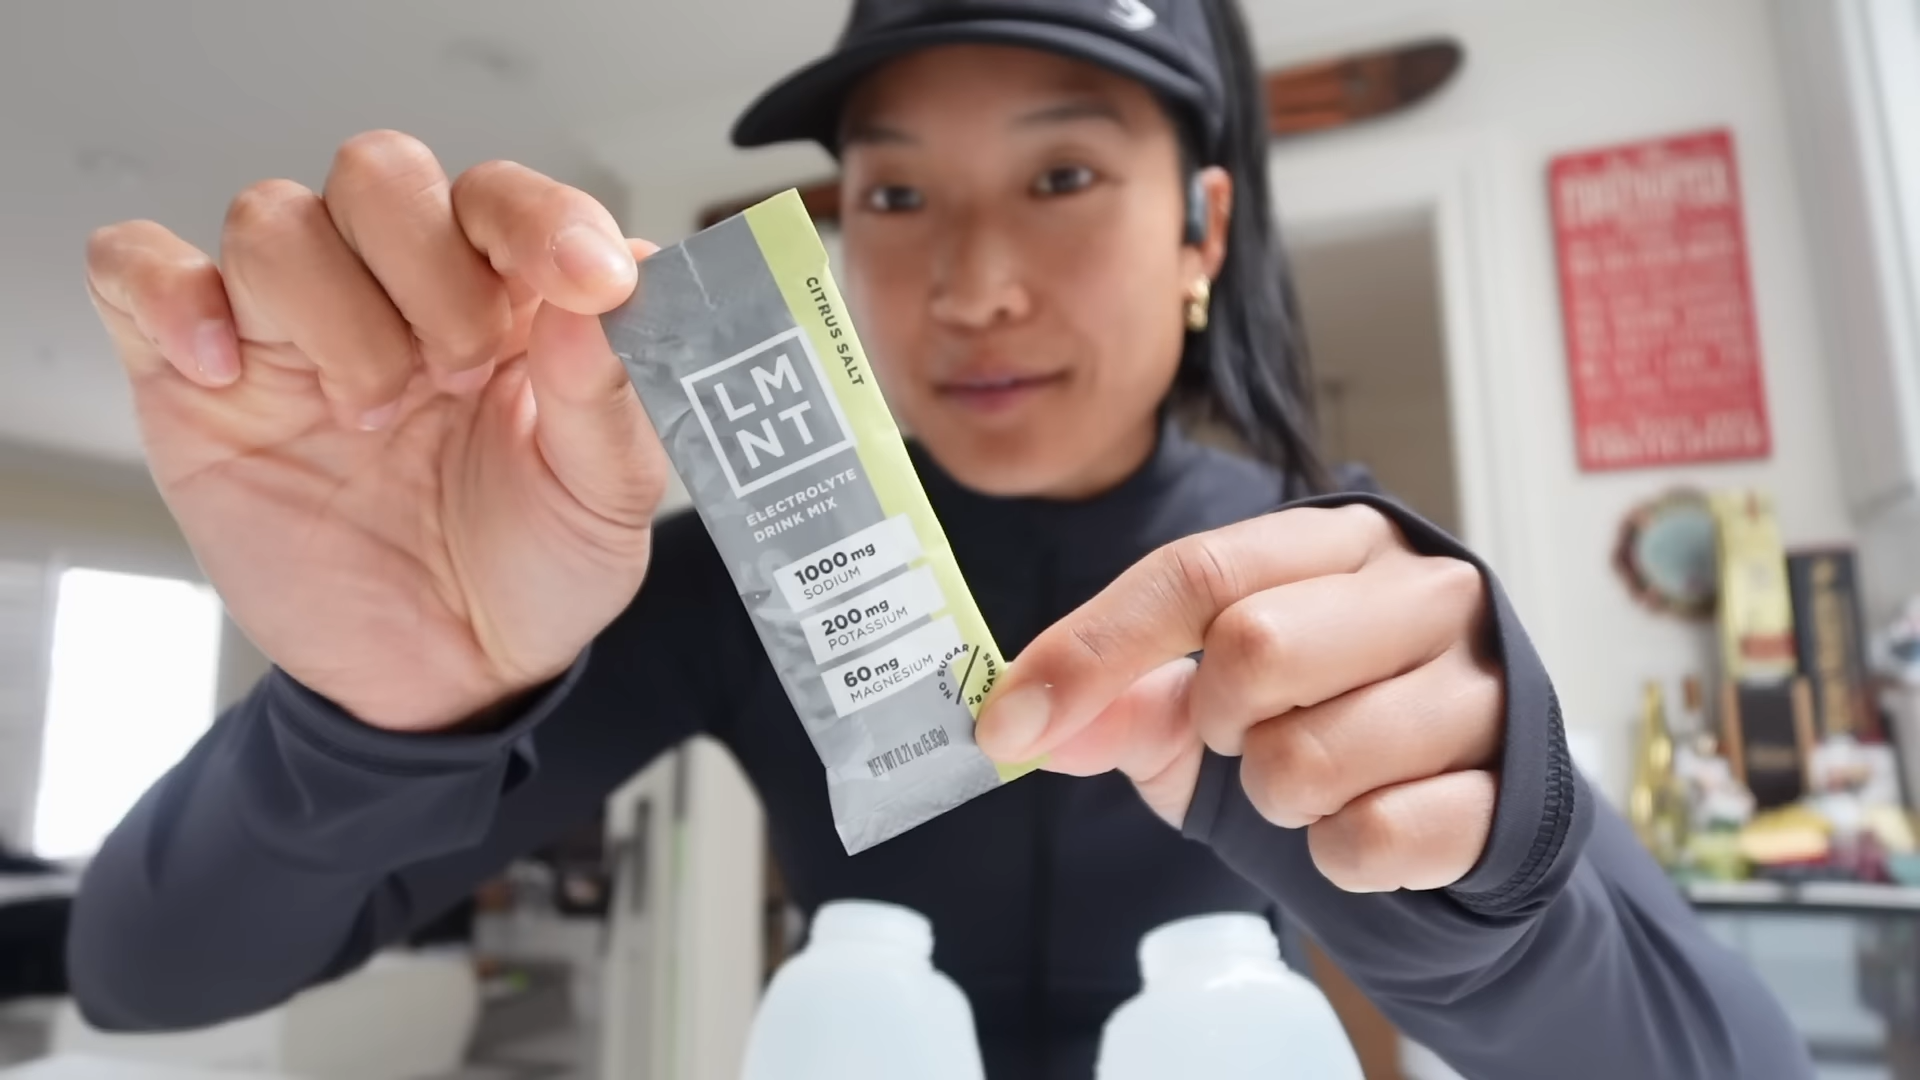 CITRUS SALT
LM
NT
ELECTROLYTE
DRINK MIX
1000 mg
SODIUM
200 mg
POTASSIUM
60 mg
MAGNESIUM
NO SUGAR
2g CARBS
NET WT 0.21 oz (5.93g)